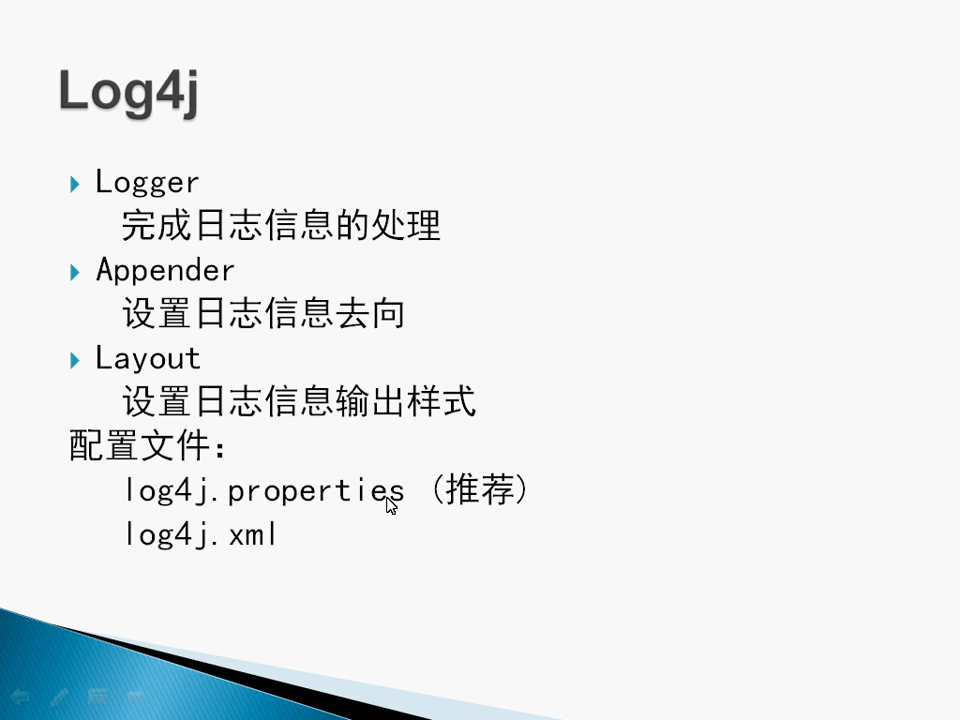 Log4j
Logger
完成日志信息的处理
Appender
设置日志信息去向
Layout
设置日志信息输出样式
配置文件:
log4j.properties (推荐)
log4j.xml